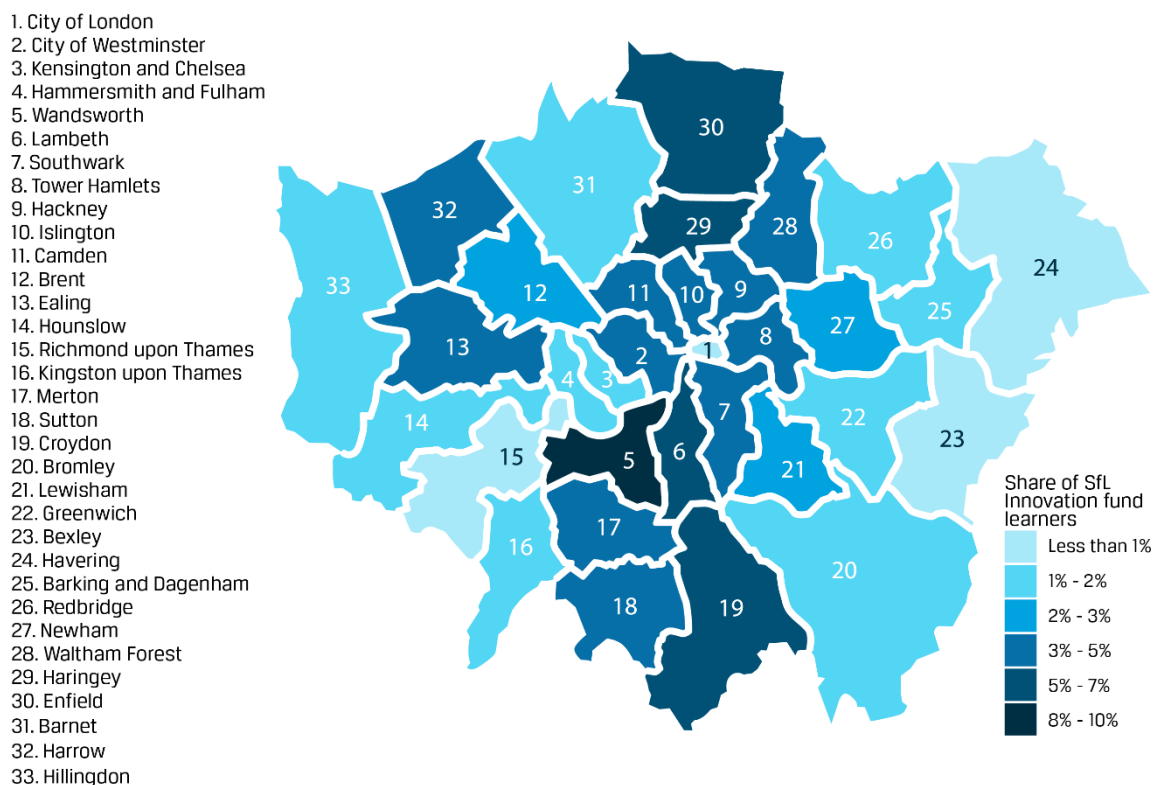 1. City of London
2. City of Westminster
3. Kensington and Chelsea
4. Hammersmith and Fulham
5. Wandsworth
6. Lambeth
7. Southwark
8. Tower Hamlets
9. Hackney
10. Islington
11. Camden
12. Brent
13. Ealing
14. Hounslow
15. Richmond upon Thames
16. Kingston upon Thames
17. Merton
18. Sutton
19. Croydon
20. Bromley
21. Lewisham
22. Greenwich
23. Bexley
24. Havering
25. Barking and Dagenham
26. Redbridge
27. Newham
28. Waltham Forest
29. Haringey
30. Enfield
31. Barnet
32. Harrow
33. Hillingdon
30
31
32
29
28
26
24
33
12
11
10
9
25
27
13
2
1
8
4
3
14
7
22
15
5
6
23
21
17
16
20
18
19
Share of SfL
Innovation fund
learners
Less than 1%
1% - 2%
2% - 3%
3% - 5%
5% - 7%
8% - 10%